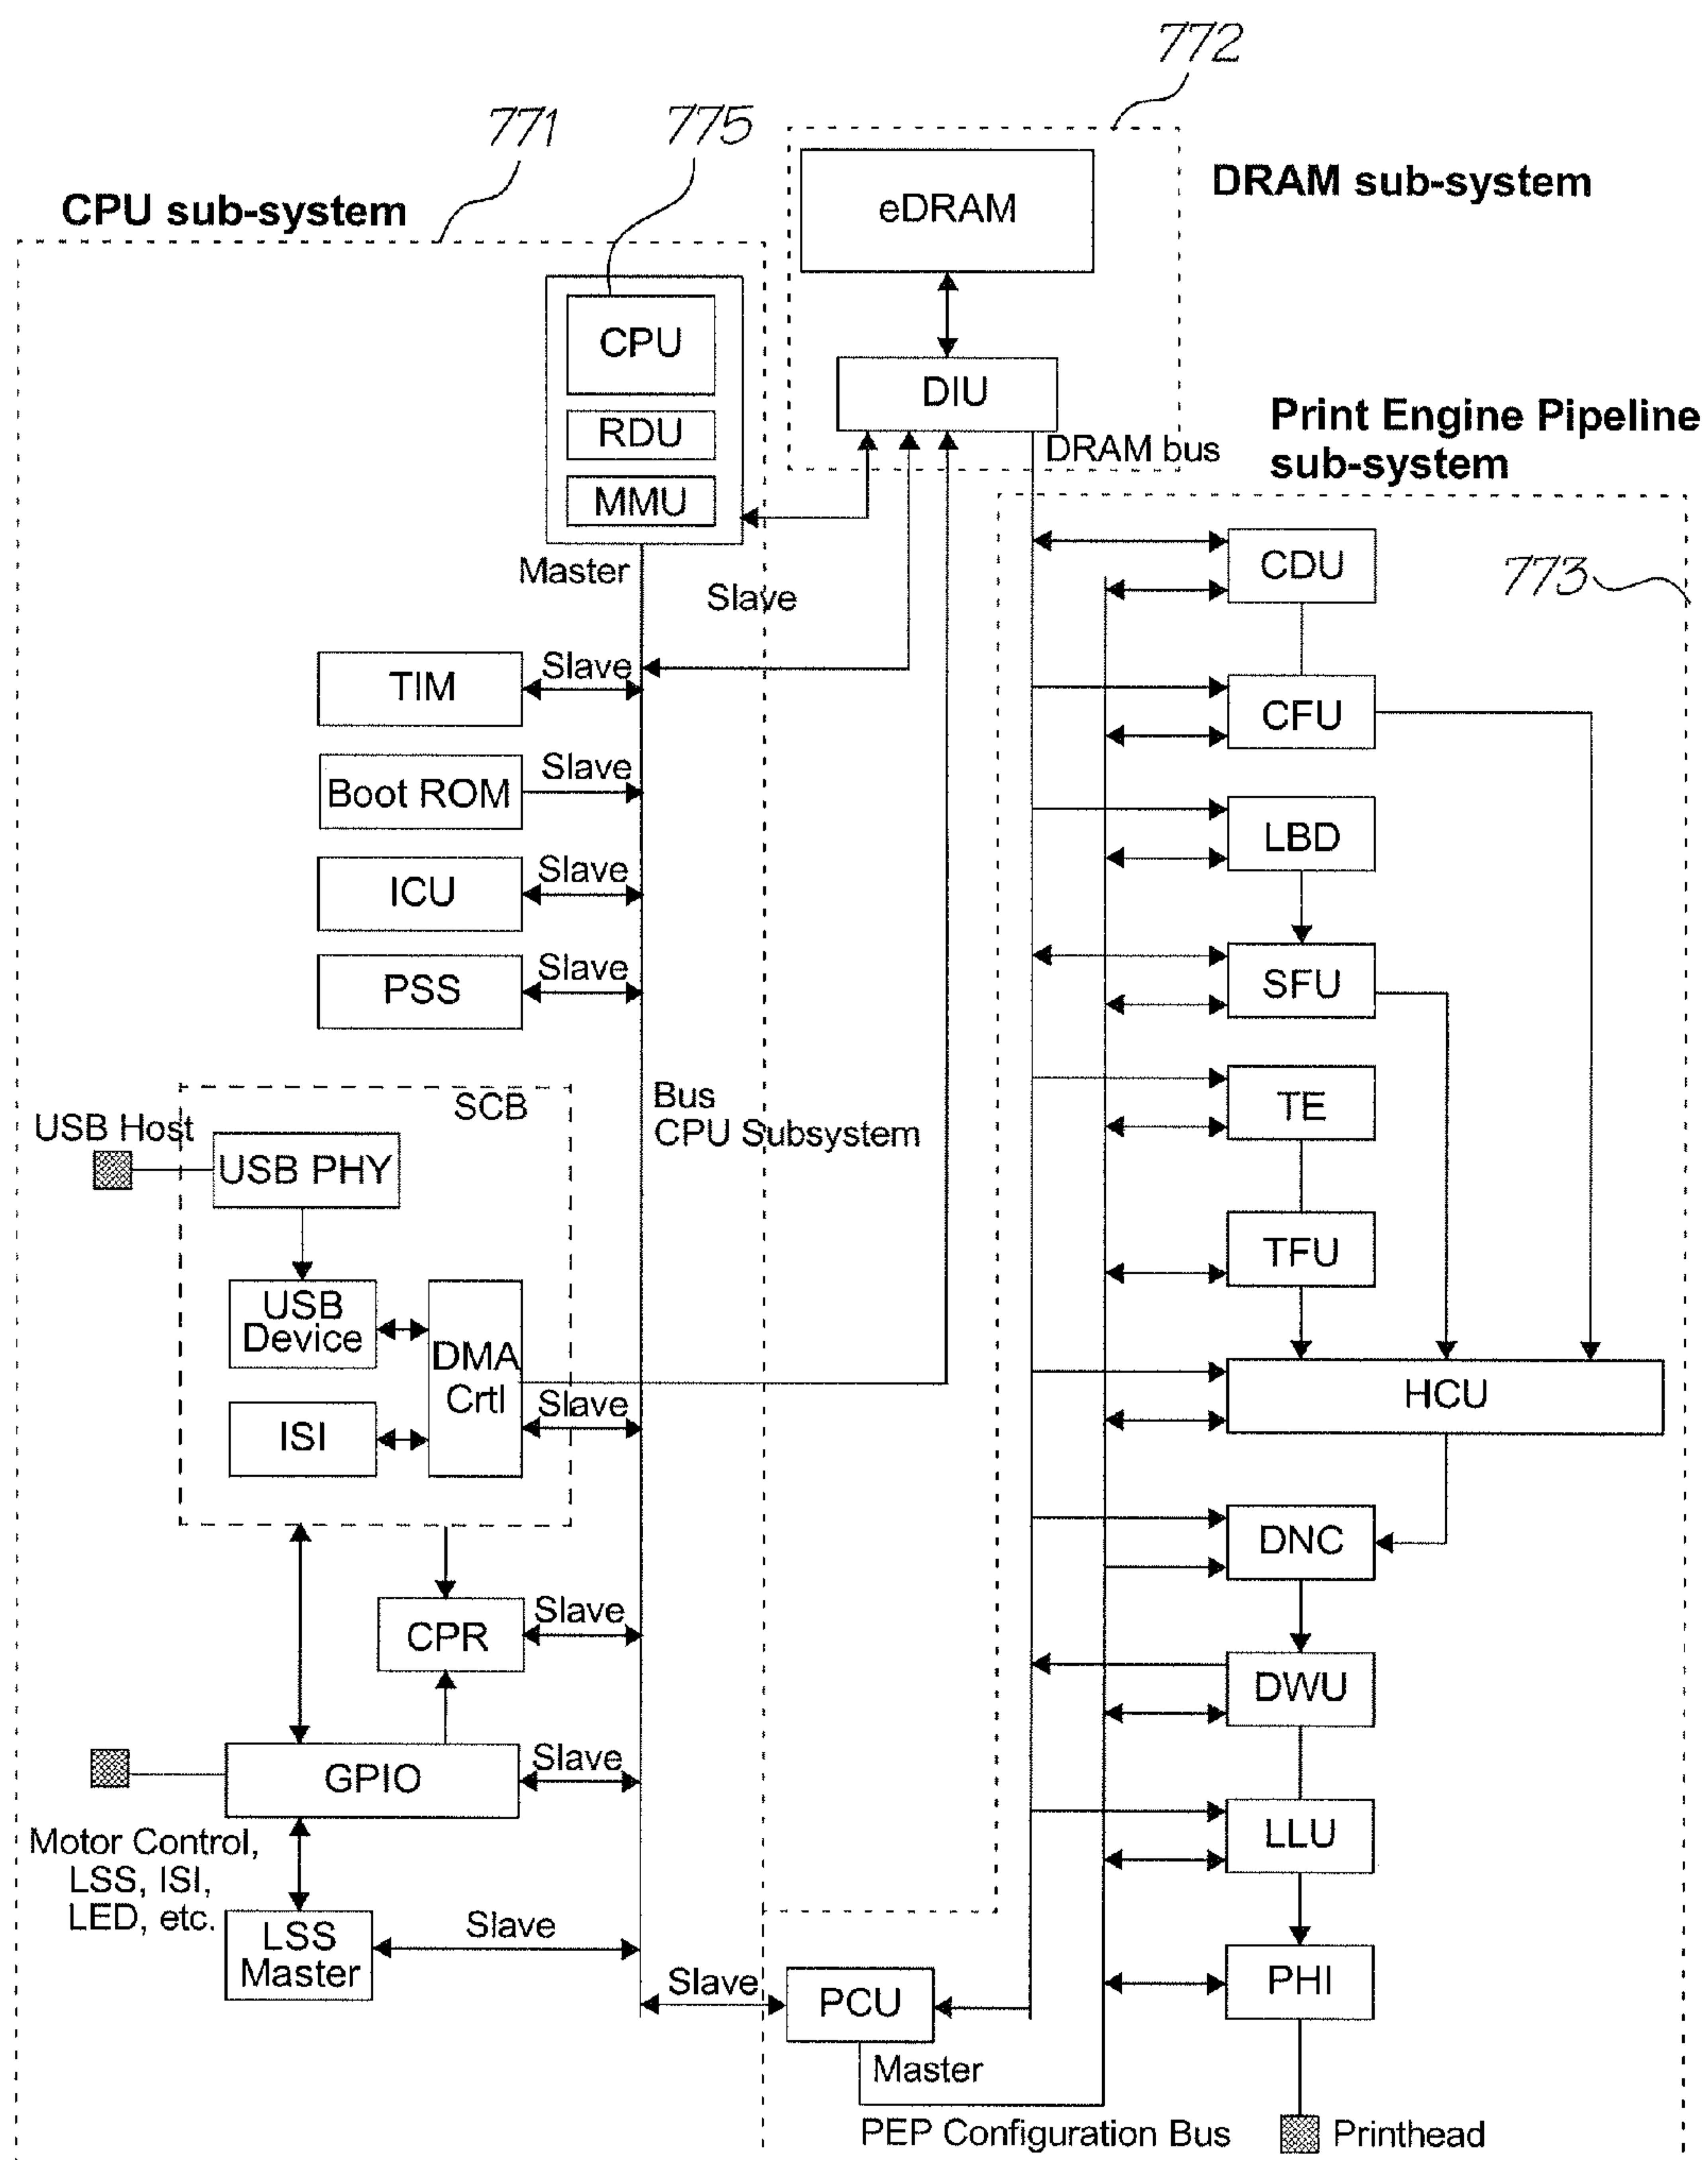 772
771
775
CPU sub-system
DRAM sub-system
eDRAM
CPU
DIU
RDU
MMU
DRAM bus
Print Engine Pipeline
sub-system
Master
Slave
CDU
773
TIM
Slave
CFU
Boot ROM
Slave
LBD
ICU
Slave
PSS
Slave
SFU
SCB
Bus
CPU Subsystem
TE
USB Host
USB PHY
TFU
USB
Device
DMA
Crtl
Slave
ISI
HCU
DNC
CPR
Slave
DWU
GPIO
Slave
Motor Control,
LSS, ISI,
LED, etc.
LLU
LSS
Master
Slave
Slave
PCU
PHI
Master
PEP Configuration Bus
Printhead